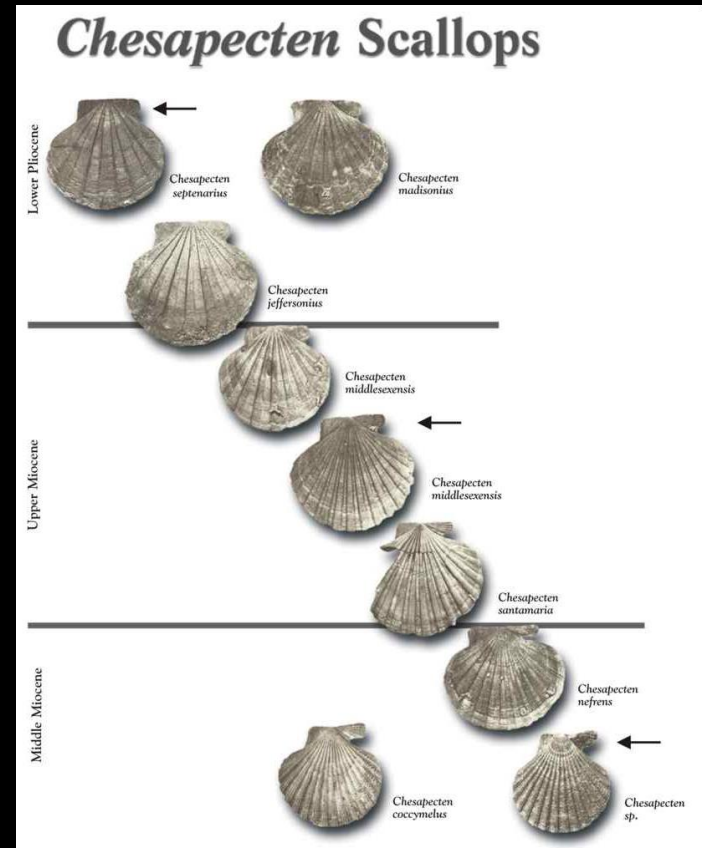 Chesapecten Scallops
Lower Pliocene
Chesapecten
septenarius
Chesapecten
madisonius
Chesapecten
jeffersonius
Chesapecten
middlesexensis
Upper Miocene
Chesapecten
middlesexensis
Chesapecten
santamaria
Middle Miocene
Chesapecten
nefrens
Chesapecten
coccymelus
Chesapecten
sp.